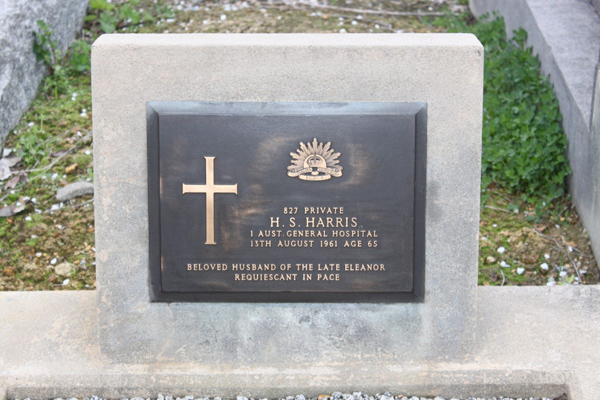 827 PRIVATE
H. S. HARRIS
1 AUST. GENERAL HOSPITAL
13TH AUGUST 1961 AGE 65
BELOVED HUSBAND OF THE LATE ELEANOR
REQUIESCANT IN PACE